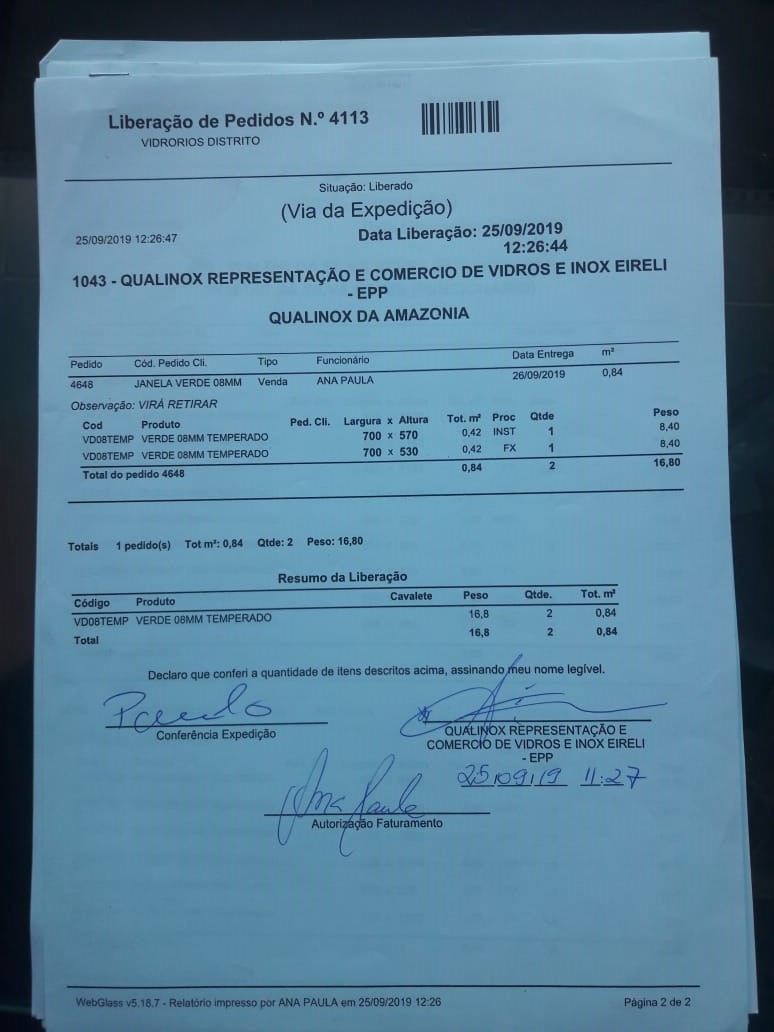 Liberação de Pedidos N.º 4113
VIDRORIOS DISTRITO
Situação: Liberado
(Via da Expedição)
25/09/2019 12:26:47
Data Liberação: 25/09/2019
12:26:44
1043 - QUALINOX REPRESENTAÇÃO E COMERCIO DE VIDROS E INOX EIRELI
- EPP
QUALINOX DA AMAZONIA
Pedido Cód. Pedido Cli. Tipo Funcionário Data Entrega m²
4648 JANELA VERDE 08MM Venda ANA PAULA 26/09/2019 0,84
Observação: VIRÁ RETIRAR
Cod Produto Ped. Cli. Largura x Altura Tot. m² Proc Qtde Peso
VD08TEMP VERDE 08MM TEMPERADO 700 x 570 0,42 INST 1 8,40
VD08TEMP VERDE 08MM TEMPERADO 700 x 530 0,42 FX 1 8,40
Total do pedido 4648 0,84 2 16,80
Totais 1 pedido(s) Tot m²: 0,84 Qtde: 2 Peso: 16,80
Resumo da Liberação
Código Produto Cavalete Peso Qtde. Tot. m²
VD08TEMP VERDE 08MM TEMPERADO 16,8 2 0,84
Total 16,8 2 0,84
Declaro que conferi a quantidade de itens descritos acima, assinando meu nome legível.
Conferência Expedição
QUALINOX REPRESENTAÇÃO E
COMERCIO DE VIDROS E INOX EIRELI
- EPP
25/09/19 11:27
Ana Paula
Autorização Faturamento
WebGlass v5.18.7 - Relatório impresso por ANA PAULA em 25/09/2019 12:26 Página 2 de 2